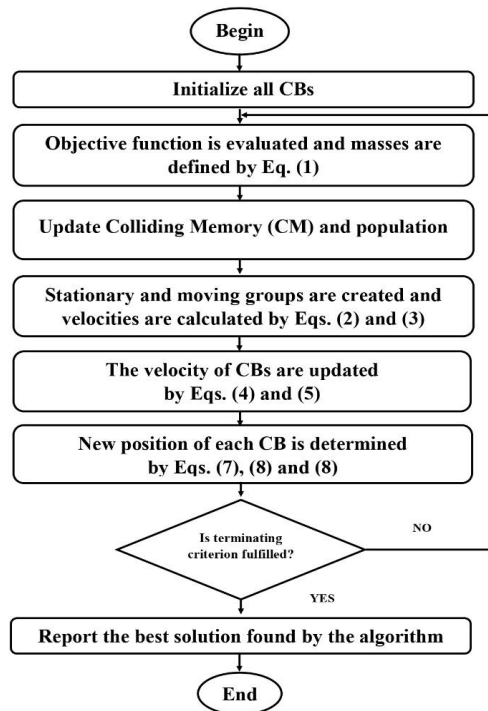 Begin
Initialize all CBs
Objective function is evaluated and masses are
defined by Eq. (1)
Update Colliding Memory (CM) and population
Stationary and moving groups are created and
velocities are calculated by Eqs. (2) and (3)
The velocity of CBs are updated
by Eqs. (4) and (5)
New position of each CB is determined
by Eqs. (7), (8) and (8)
Is terminating
criterion fulfilled?
NO
YES
Report the best solution found by the algorithm
End